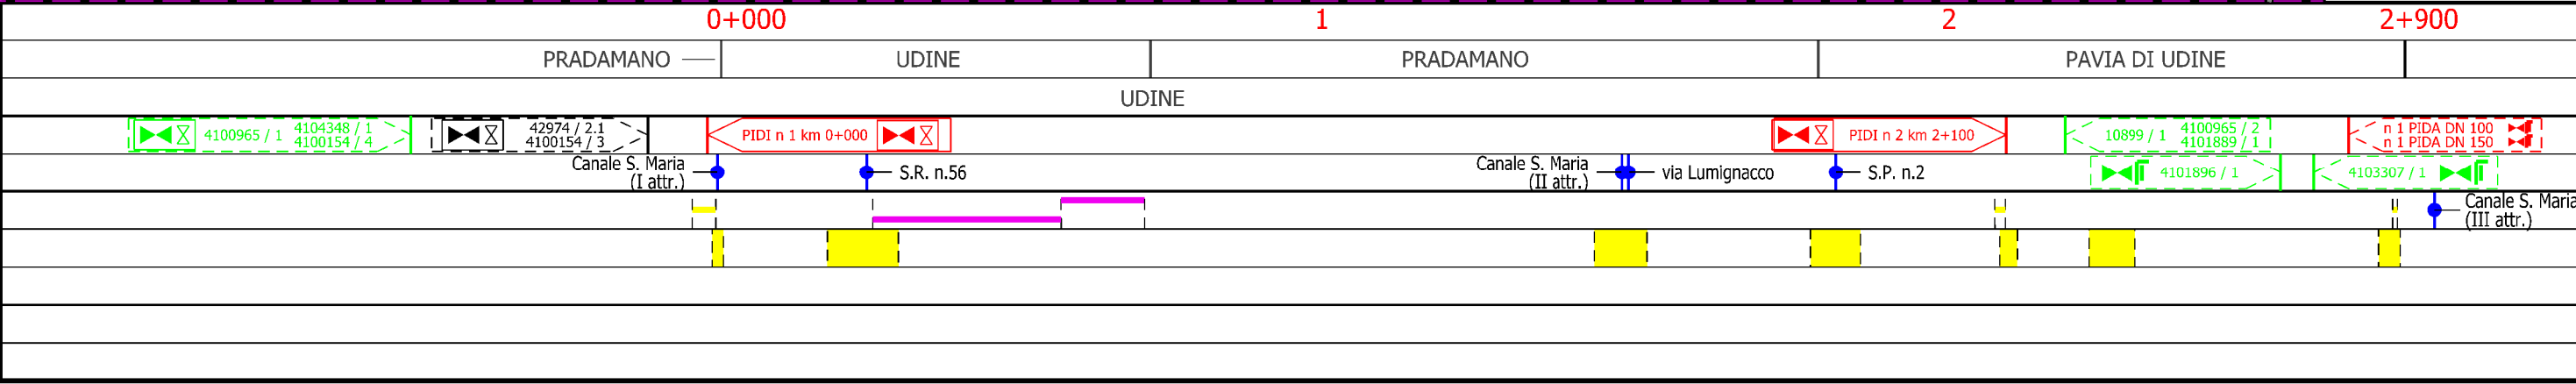 0+000 1 2 2+900
PRADAMANO UDINE PRADAMANO PAVIA DI UDINE
UDINE
4100965 / 1 4104348 / 1
4100154 / 4
42974 / 2.1
4100154 / 3
PIDI n 1 km 0+000
PIDI n 2 km 2+100
10899 / 1 4100965 / 2
4101889 / 1
n 1 PIDA DN 100
n 1 PIDA DN 150
Canale S. Maria
(I attr.)
S.R. n.56
Canale S. Maria
(II attr.)
via Lumignacco
S.P. n.2
4101896 / 1
4103307 / 1
Canale S. Maria
(III attr.)